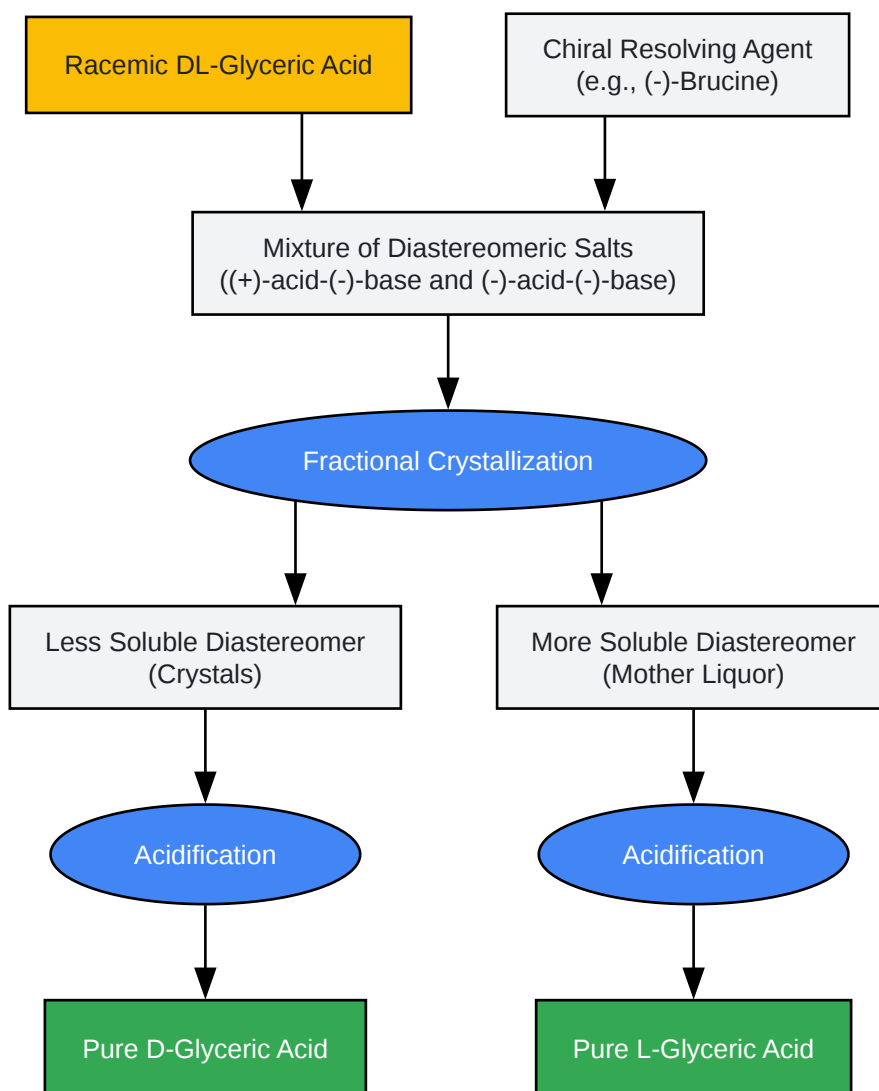 Racemic DL-Glyceric Acid
Chiral Resolving Agent
(e.g., (-)-Brucine)
Mixture of Diastereomeric Salts
((+)-acid-(-)-base and (-)-acid-(-)-base)
Fractional Crystallization
Less Soluble Diastereomer
(Crystals)
More Soluble Diastereomer
(Mother Liquor)
Acidification
Acidification
Pure D-Glyceric Acid
Pure L-Glyceric Acid